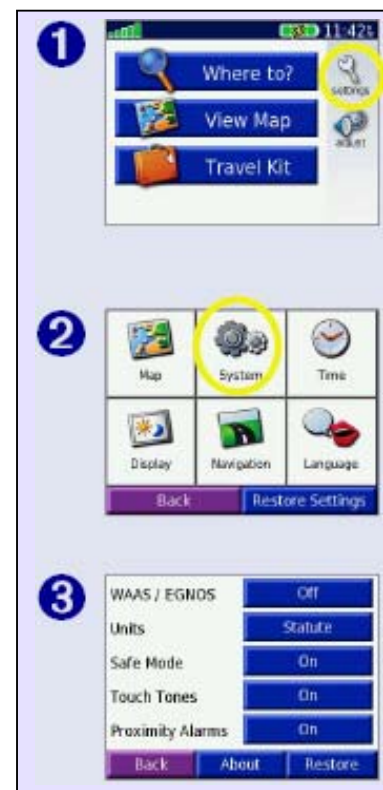 1
11:42
settings
Where to?
View Map
adjust
Travel Kit
2
Map System Time
Display Navigation Language
Back Restore Settings
3
WAAS / EGNOS Off
Units Statute
Safe Mode On
Touch Tones On
Proximity Alarms On
Back About Restore